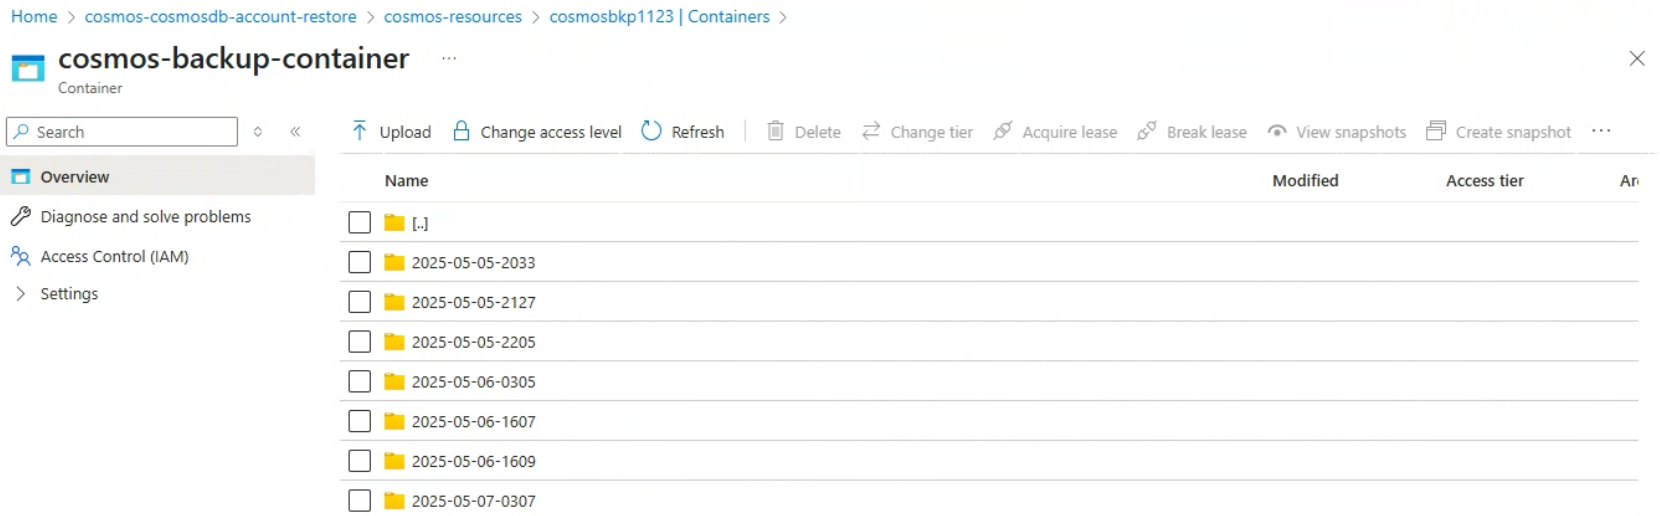 Home > cosmos-cosmosdb-account-restore > cosmos-resources > cosmosbkp1123 | Containers >
cosmos-backup-container ...
Container
Search
Upload Change access level Refresh Delete Change tier Acquire lease Break lease View snapshots Create snapshot ...
Overview
Diagnose and solve problems
Access Control (IAM)
Settings
Name Modified Access tier
[..]
2025-05-05-2033
2025-05-05-2127
2025-05-05-2205
2025-05-06-0305
2025-05-06-1607
2025-05-06-1609
2025-05-07-0307